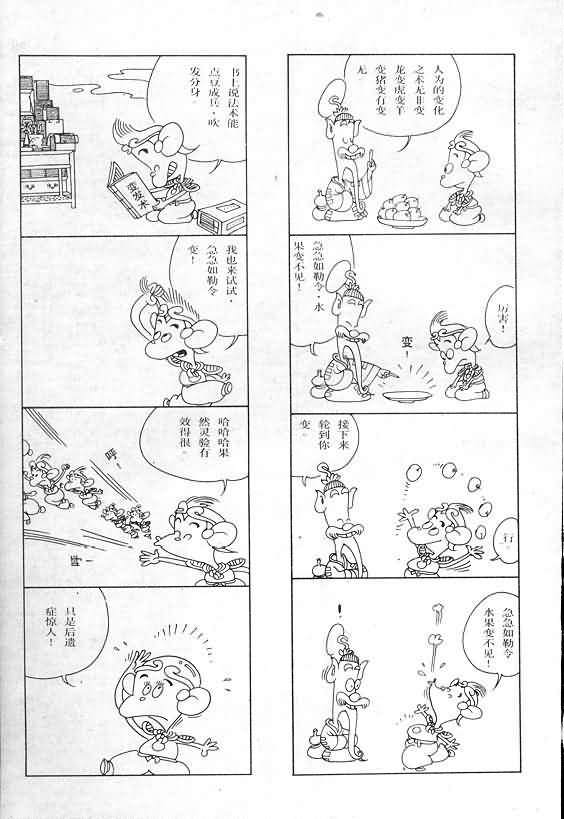 人为的变化
之术无非变
龙变虎变羊
变猪变有变
无
急急如勒令，水
果变不见！
变！
厉害！
接下来
轮到你
变。
行。
急急如勒令
水果变不见！
！
书上说法术能
点豆成兵，吹
发分身。
变发术
我也来试试，
急急如勒令
变！
哈哈哈果
然灵验有
效得很。
呼！
呼！
只是后遗
症惊人！